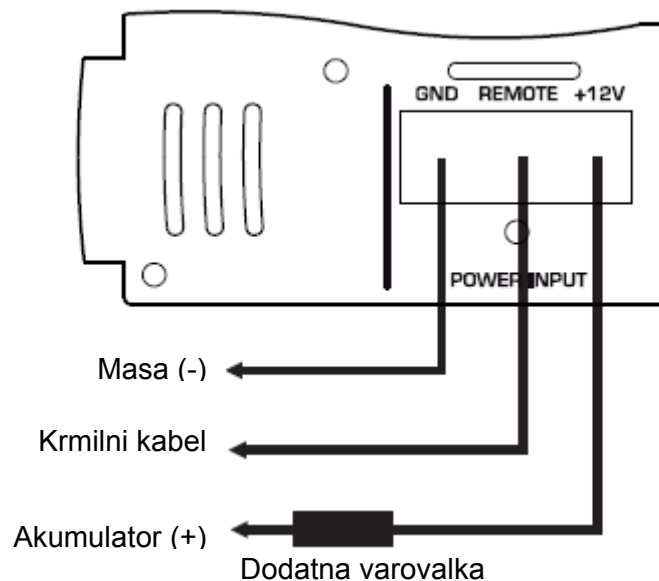 GND REMOTE +12V
POWER INPUT
Masa (-)
Krmilni kabel
Akumulator (+)
Dodatna varovalka